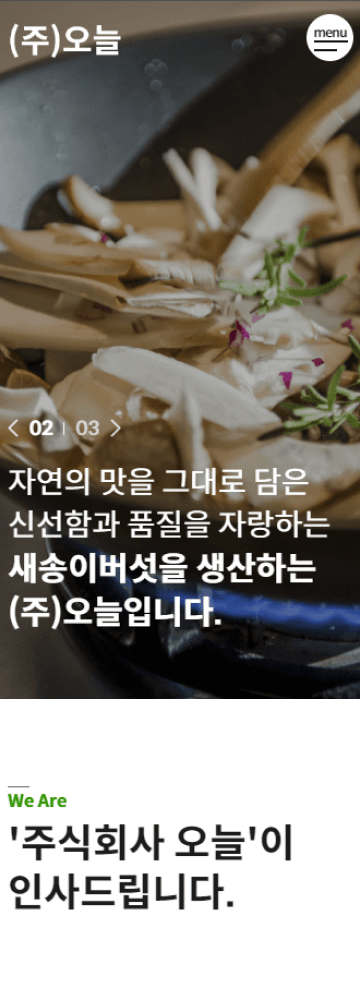 (주)오늘
menu
02 | 03
자연의 맛을 그대로 담은
신선함과 품질을 자랑하는
새송이버섯을 생산하는
(주)오늘입니다.
We Are
'주식회사 오늘'이
인사드립니다.